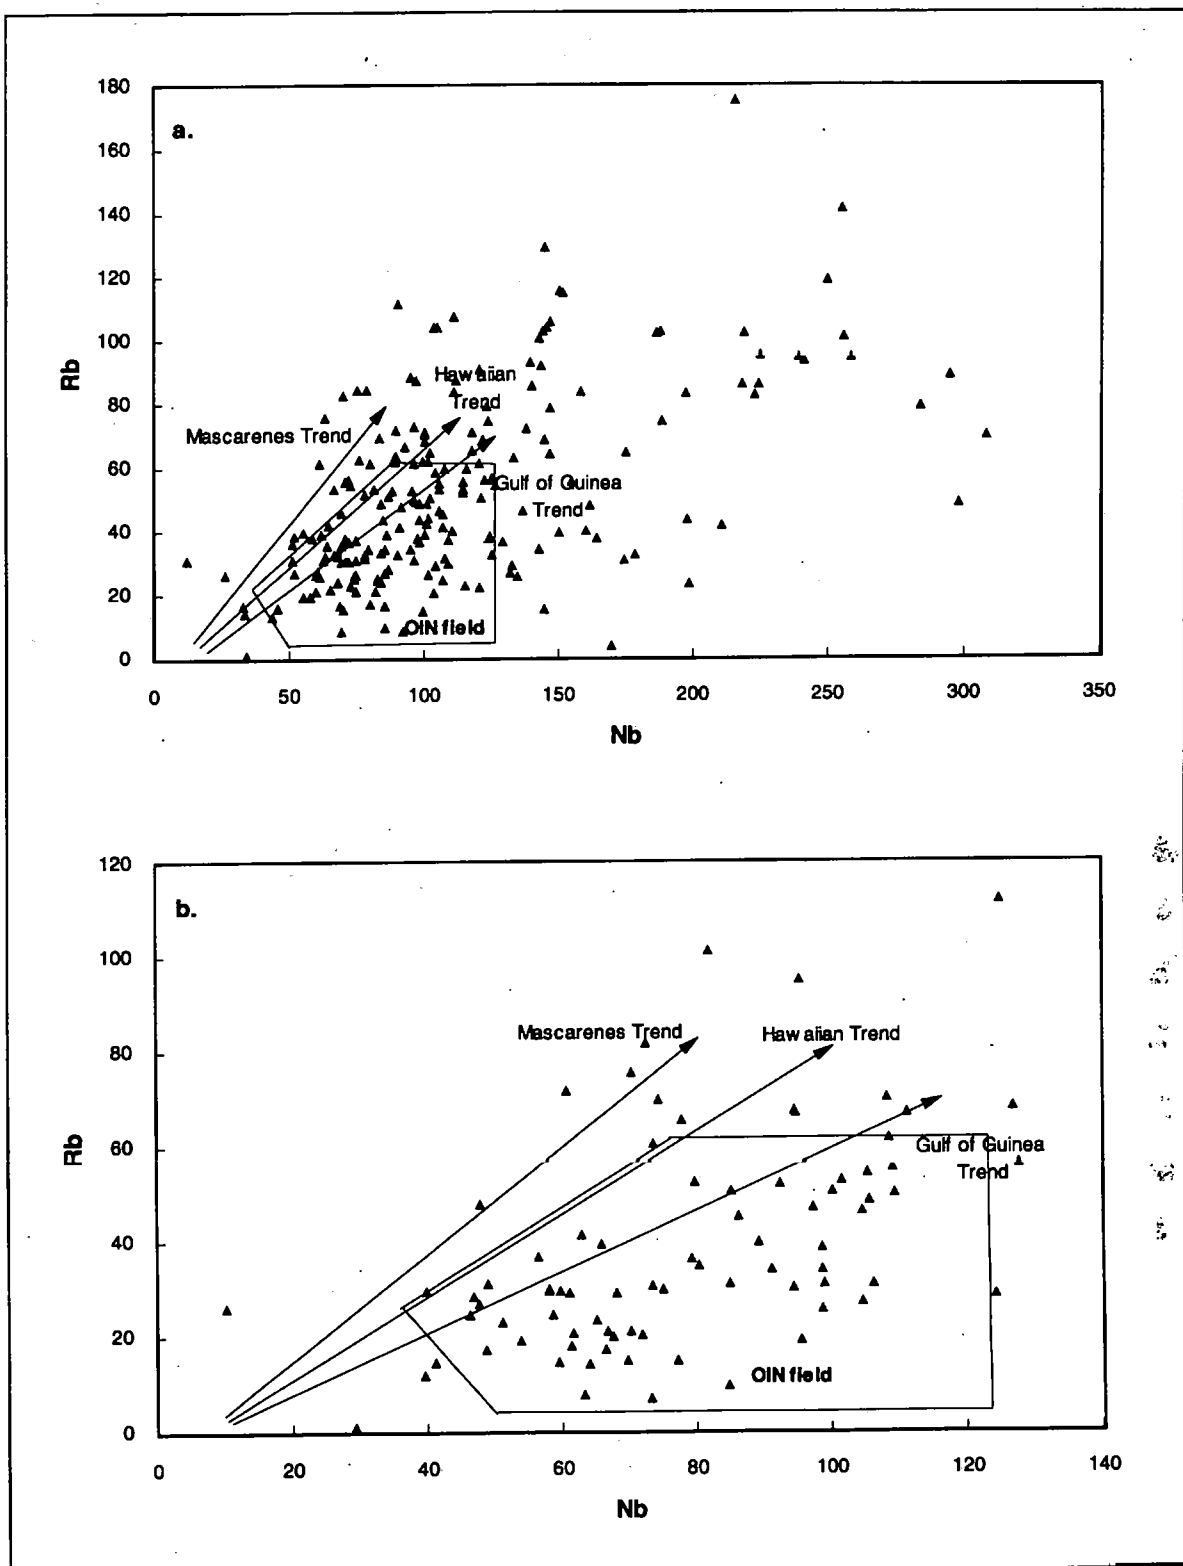 180
a.
160
140
120
100
80
60
40
20
0
Rb
Hawaiian
Trend
Mascarenes Trend
Gulf of Guinea
Trend
OIN field
0 50 100 150 200 250 300 350
Nb
120
b.
100
80
60
40
20
0
Rb
Mascarenes Trend
Hawaiian Trend
Gulf of Guinea
Trend
OIN field
0 20 40 60 80 100 120 140
Nb